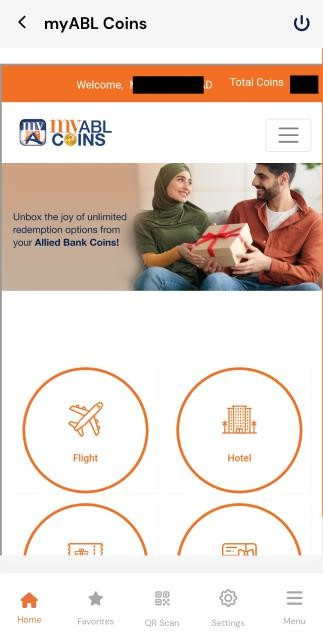 myABL Coins
Welcome, Total Coins
myABL
COINS
Unbox the joy of unlimited
redemption options from
your Allied Bank Coins!
Flight Hotel
Home Favorites QR Scan Settings Menu